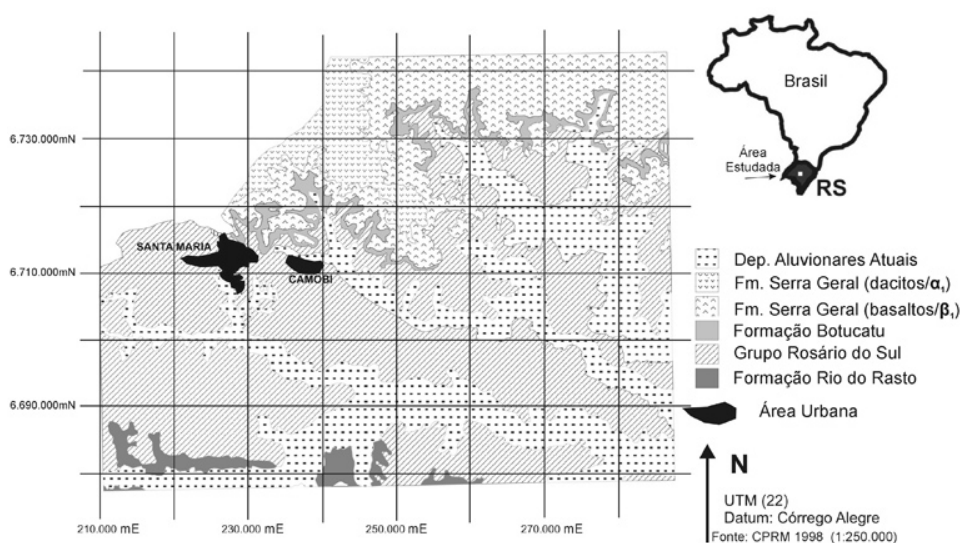 6.730.000mN
6.710.000mN
6.690.000mN
210.000 mE
230.000 mE
250.000 mE
270.000 mE
SANTA MARIA
CAMOBI
Brasil
Área
Estudada
RS
Dep. Aluvionares Atuais
Fm. Serra Geral (dacitos/α₁)
Fm. Serra Geral (basaltos/β₁)
Formação Botucatu
Grupo Rosário do Sul
Formação Rio do Rasto
Área Urbana
N
UTM (22)
Datum: Córrego Alegre
Fonte: CPRM 1998 (1:250.000)